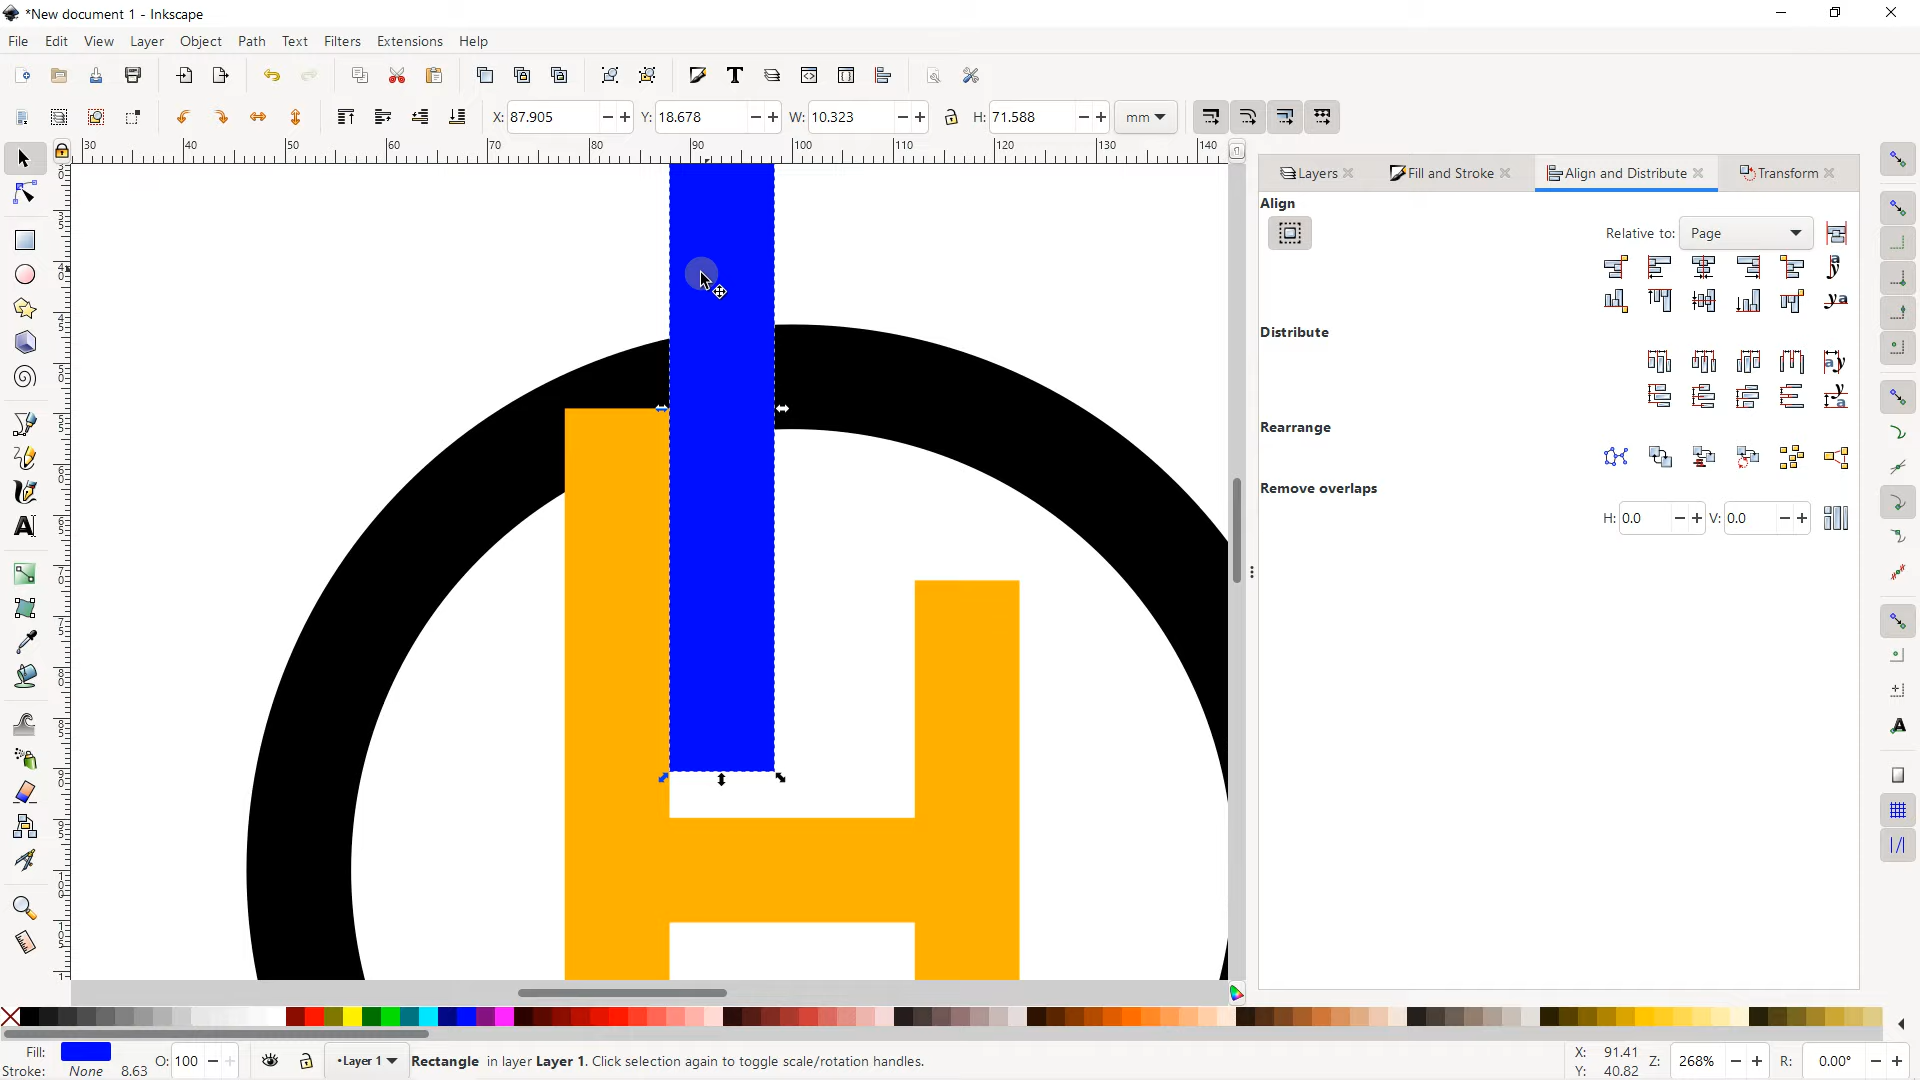 *New document 1 - Inkscape
File Edit View Layer Object Path Text Filters Extensions Help
X: 87.905 Y: 18.678 W: 10.323 H: 71.588 mm
30 40 50 60 70 80 90 100 110 120 130 140
Layers Fill and Stroke Align and Distribute Transform
Align
Relative to: Page
Distribute
Rearrange
Remove overlaps
H: 0.0 V: 0.0
Fill: O: 100 •Layer 1 Rectangle in layer Layer 1. Click selection again to toggle scale/rotation handles. X: 91.41 Z: 268% R: 0.00°
Stroke: None 8.63 Y: 40.82